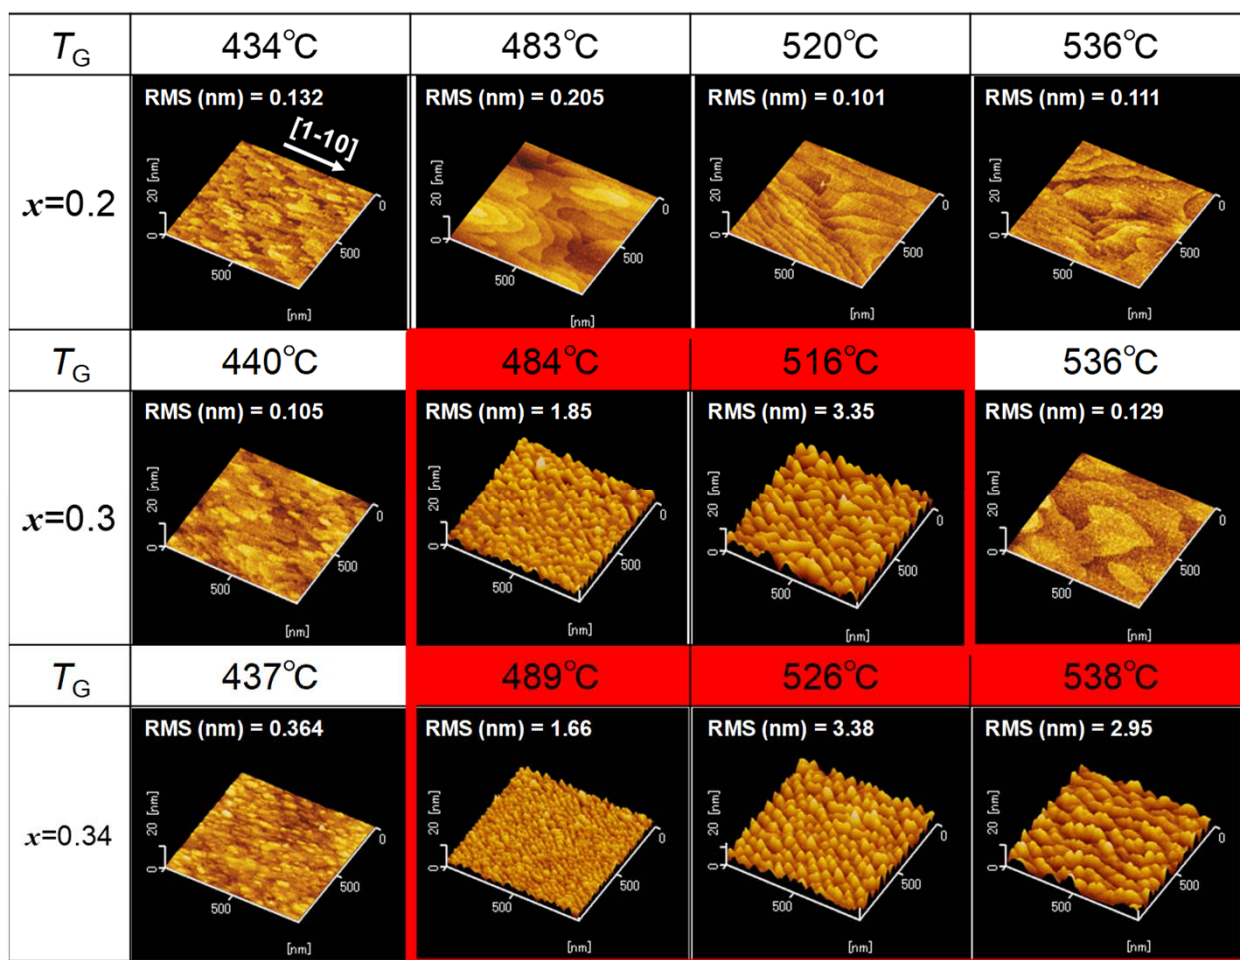 TG 434℃ 483℃ 520℃ 536℃
x=0.2
RMS (nm) = 0.132
[1-10]
20 [nm]
0
500
500
0
[nm]
RMS (nm) = 0.205
20 [nm]
0
500
500
0
[nm]
RMS (nm) = 0.101
20 [nm]
0
500
500
0
[nm]
RMS (nm) = 0.111
20 [nm]
0
500
500
0
[nm]
TG 440℃ 484℃ 516℃ 536℃
x=0.3
RMS (nm) = 0.105
20 [nm]
0
500
500
0
[nm]
RMS (nm) = 1.85
20 [nm]
0
500
500
0
[nm]
RMS (nm) = 3.35
20 [nm]
0
500
500
0
[nm]
RMS (nm) = 0.129
20 [nm]
0
500
500
0
[nm]
TG 437℃ 489℃ 526℃ 538℃
x=0.34
RMS (nm) = 0.364
20 [nm]
0
500
500
0
[nm]
RMS (nm) = 1.66
20 [nm]
0
500
500
0
[nm]
RMS (nm) = 3.38
20 [nm]
0
500
500
0
[nm]
RMS (nm) = 2.95
20 [nm]
0
500
500
0
[nm]